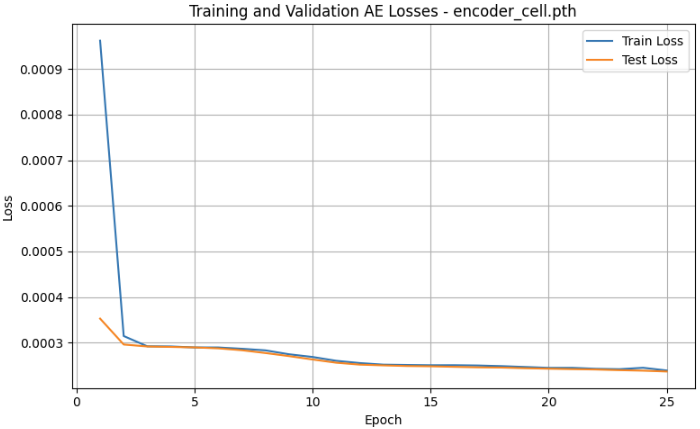 Training and Validation AE Losses - encoder_cell.pth
Train Loss
Test Loss
0.0009
0.0008
0.0007
0.0006
0.0005
0.0004
0.0003
Loss
0 5 10 15 20 25
Epoch